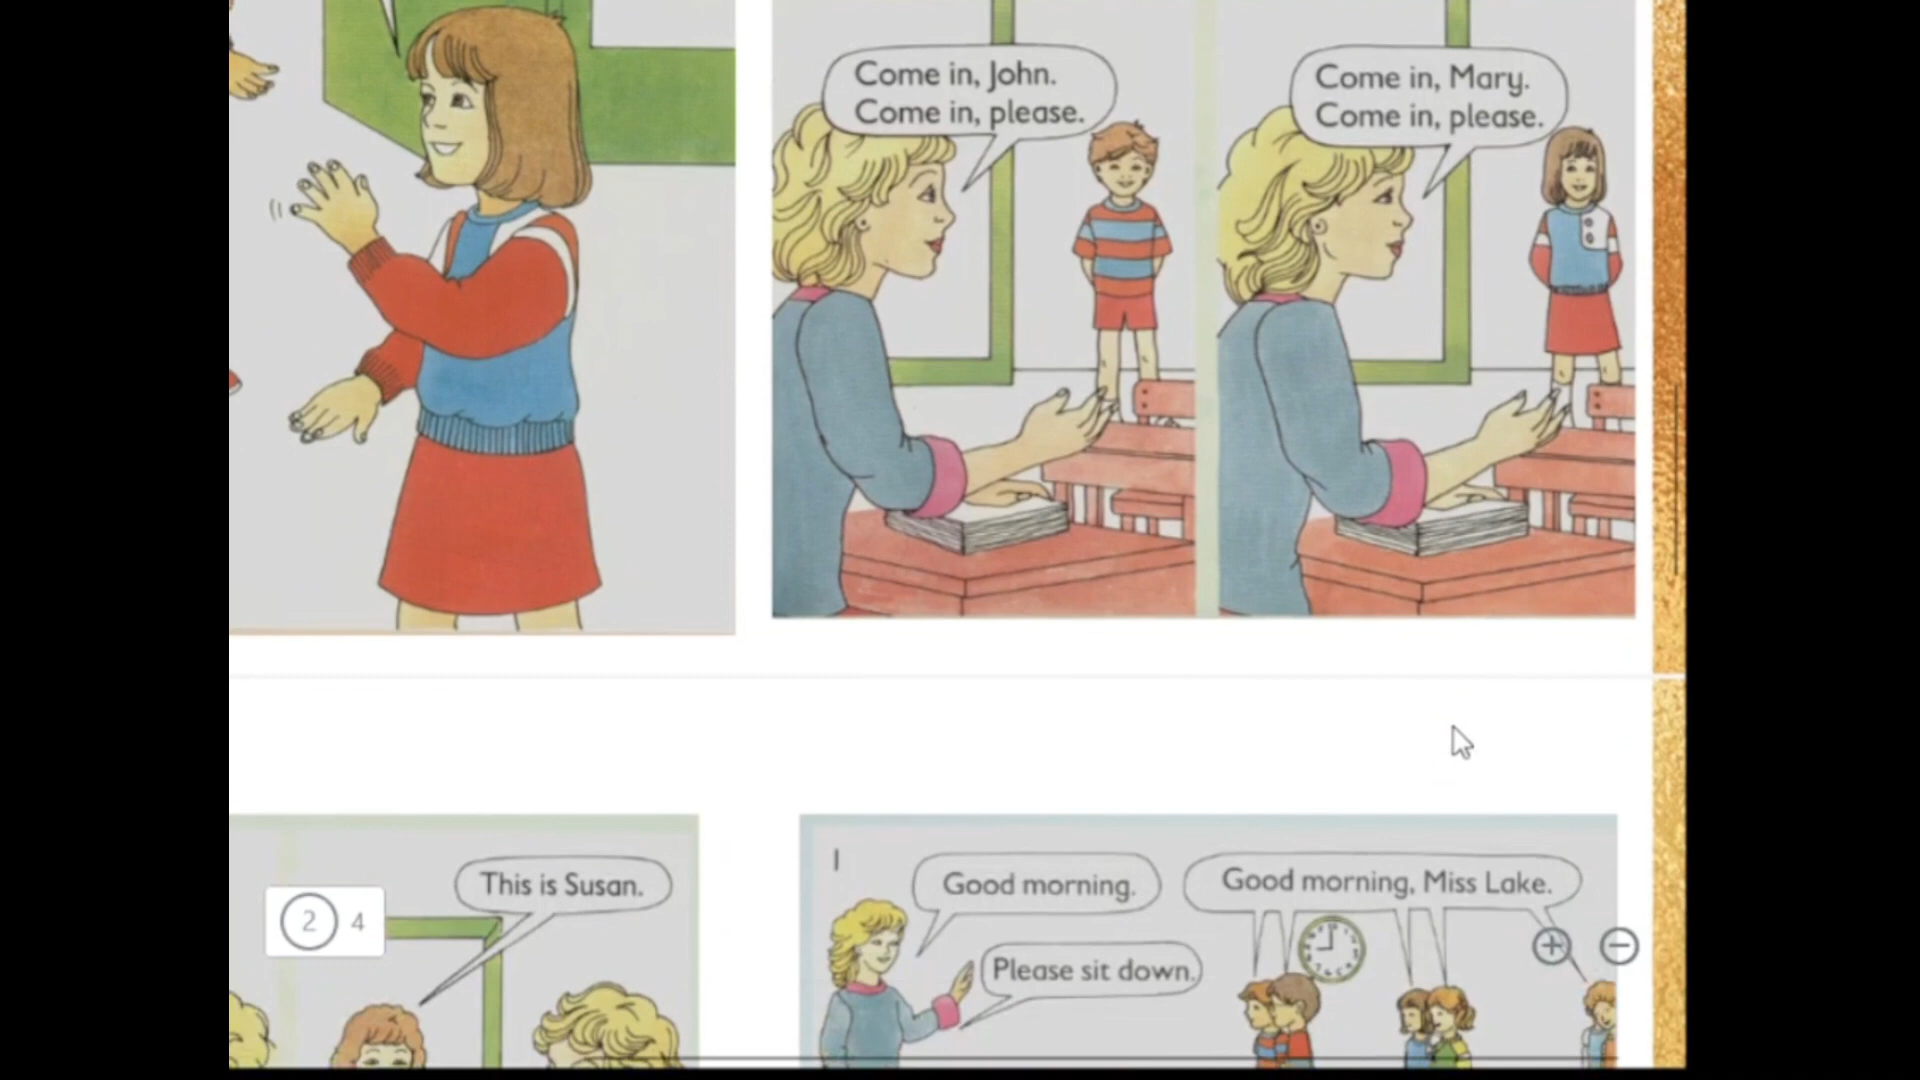 Come in, John.
Come in, please.
Come in, Mary.
Come in, please.
This is Susan.
2 4
1
Good morning.
Good morning, Miss Lake.
Please sit down.